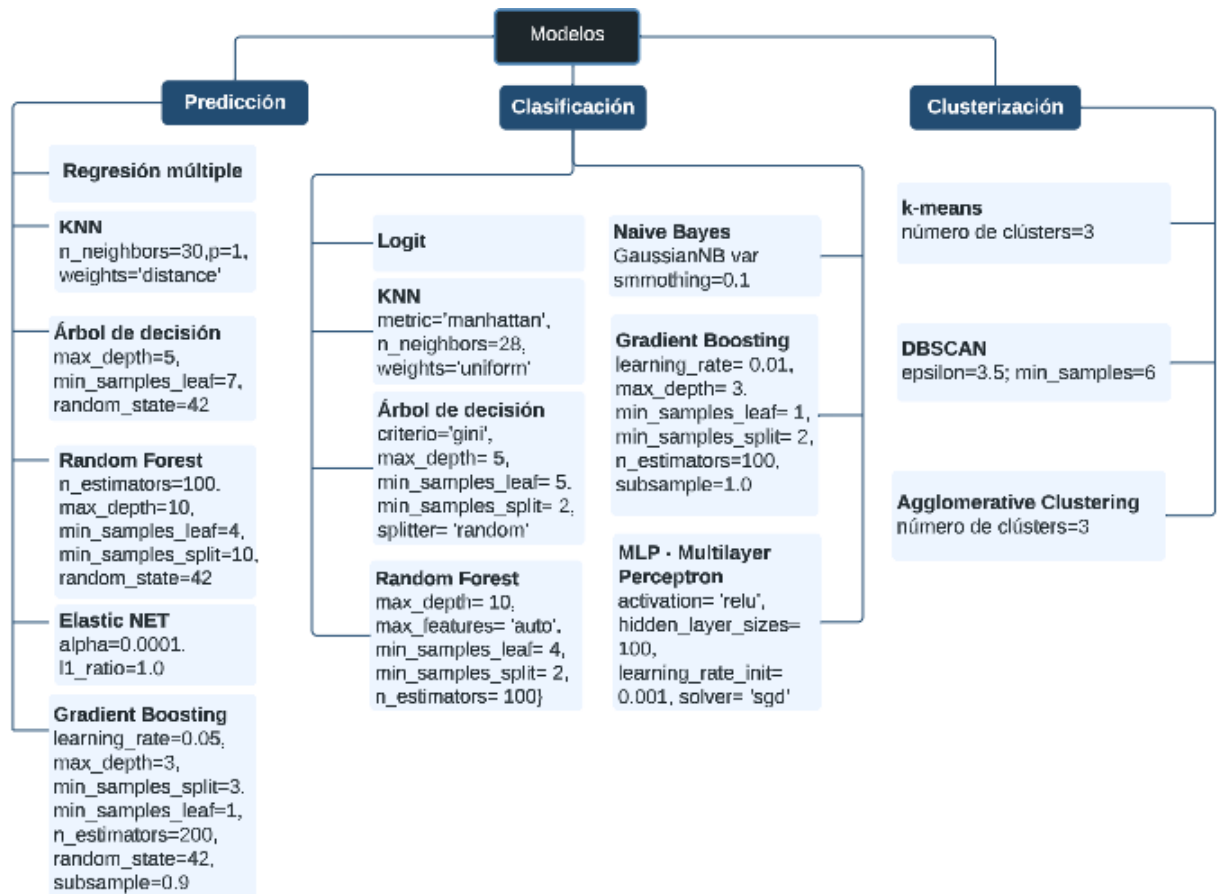 Modelos
Predicción
Regresión múltiple
KNN
n_neighbors=30,p=1,
weights='distance'
Árbol de decisión
max_depth=5,
min_samples_leaf=7,
random_state=42
Random Forest
n_estimators=100.
max_depth=10,
min_samples_leaf=4,
min_samples_split=10,
random_state=42
Elastic NET
alpha=0.0001.
l1_ratio=1.0
Gradient Boosting
learning_rate=0.05,
max_depth=3,
min_samples_split=3.
min_samples_leaf=1,
n_estimators=200,
random_state=42,
subsample=0.9
Clasificación
Logit
KNN
metric='manhattan',
n_neighbors=28,
weights='uniform'
Árbol de decisión
criterio='gini',
max_depth= 5,
min_samples_leaf= 5.
min_samples_split= 2,
splitter= 'random'
Random Forest
max_depth= 10,
max_features= 'auto',
min_samples_leaf= 4,
min_samples_split= 2,
n_estimators= 100}
Naive Bayes
GaussianNB var
smmothing=0.1
Gradient Boosting
learning_rate= 0.01,
max_depth= 3.
min_samples_leaf= 1,
min_samples_split= 2,
n_estimators=100,
subsample=1.0
MLP - Multilayer
Perceptron
activation= 'relu',
hidden_layer_sizes=
100,
learning_rate_init=
0.001, solver= 'sgd'
Clusterización
k-means
número de clústers=3
DBSCAN
epsilon=3.5; min_samples=6
Agglomerative Clustering
número de clústers=3